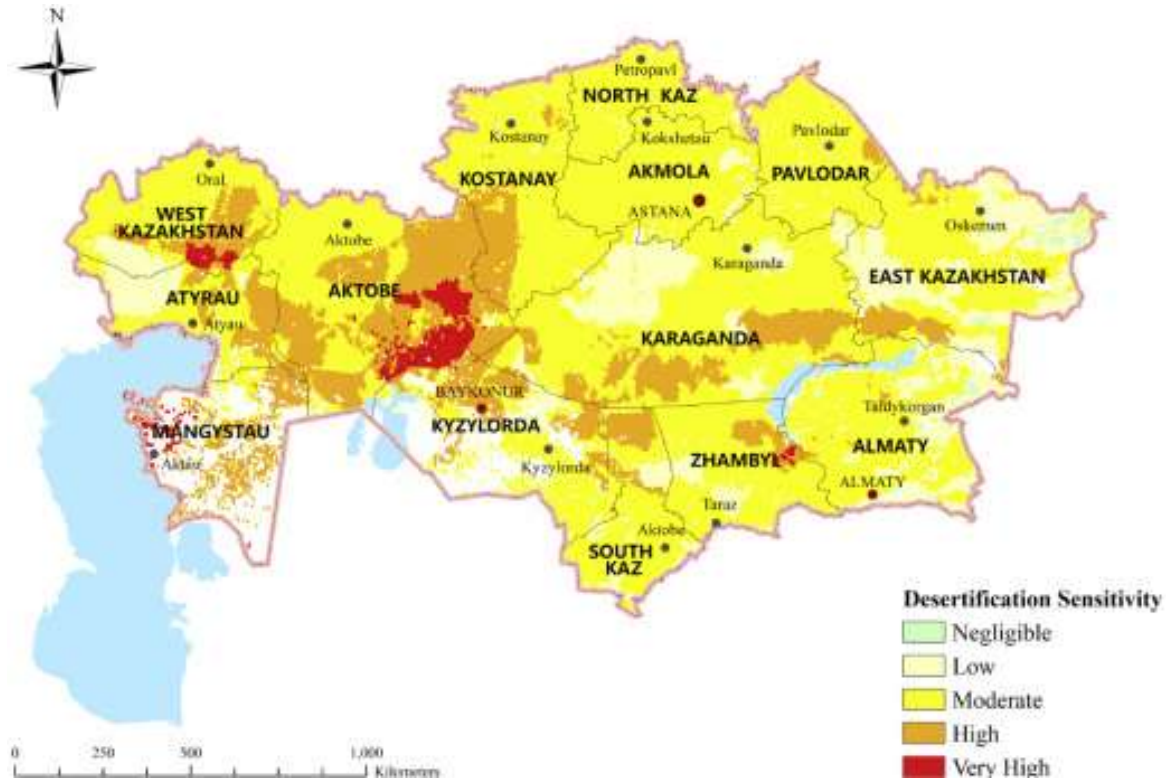 N
Petropavl
NORTH KAZ
Kostanay
Kokshetau
Pavlodar
Oral
KOSTANAY
AKMOLA
PAVLODAR
WEST
KAZAKHSTAN
ASTANA
Oskemen
Aktobe
Karaganda
EAST KAZAKHSTAN
ATYRAU
AKTOBE
Atyau
KARAGANDA
BAYKONUR
Taldykorgan
MANGYSTAU
KYZYLORDA
ALMATY
Aktau
Kyzylorda
ZHAMBYL
ALMATY
Taraz
Aktobe
SOUTH
KAZ
Desertification Sensitivity
Negligible
Low
Moderate
High
Very High
0 250 500 1,000
Kilometers